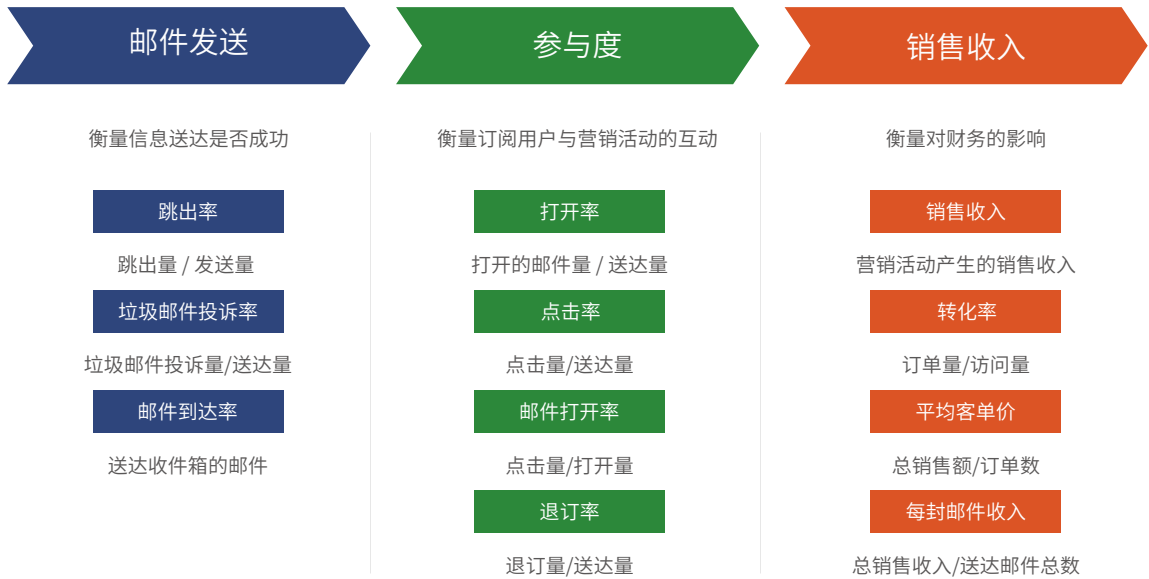 邮件发送
衡量信息送达是否成功
跳出率
跳出量 / 发送量
垃圾邮件投诉率
垃圾邮件投诉量/送达量
邮件到达率
送达收件箱的邮件
参与度
衡量订阅用户与营销活动的互动
打开率
打开的邮件量 / 送达量
点击率
点击量/送达量
邮件打开率
点击量/打开量
退订率
退订量/送达量
销售收入
衡量对财务的影响
销售收入
营销活动产生的销售收入
转化率
订单量/访问量
平均客单价
总销售额/订单数
每封邮件收入
总销售收入/送达邮件总数